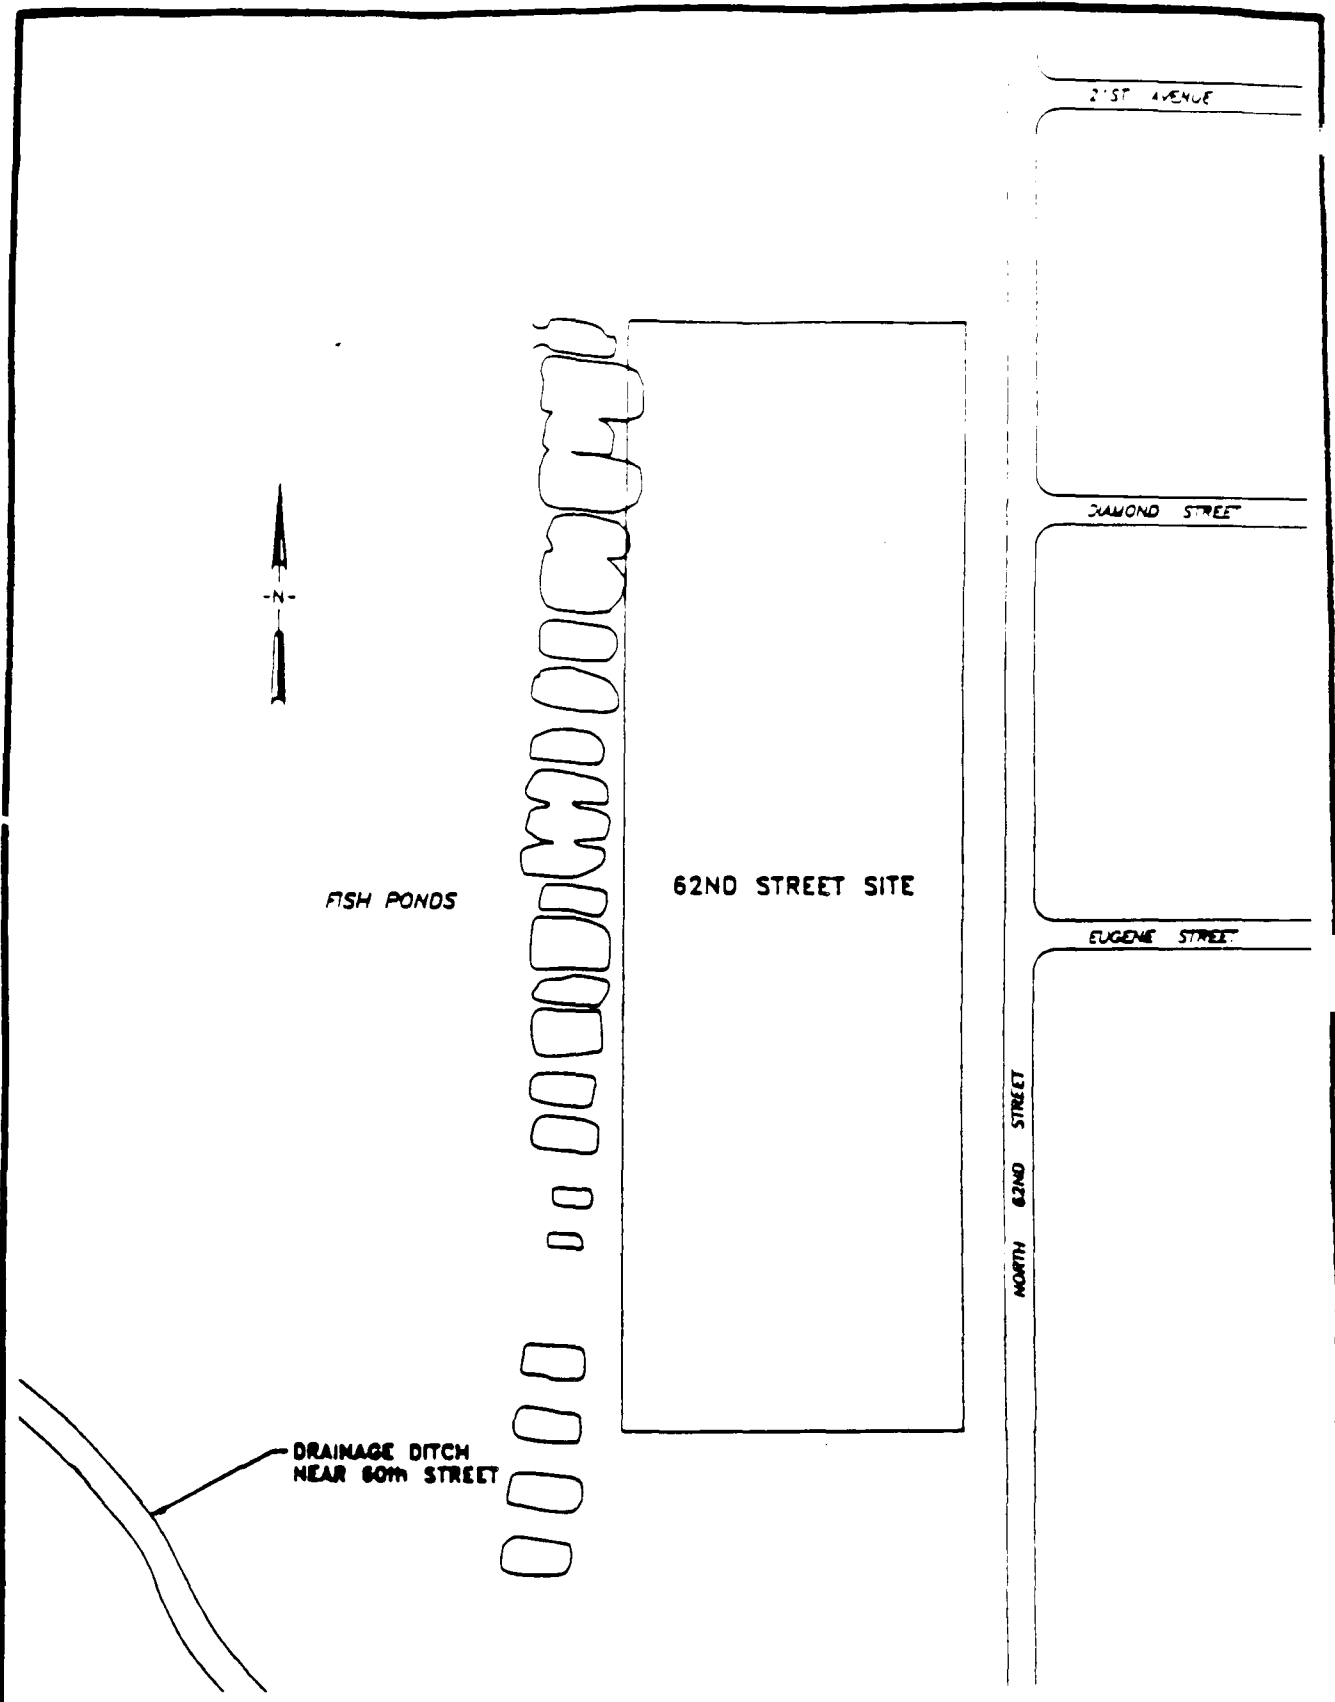 21ST AVENUE
DIAMOND STREET
-N-
62ND STREET SITE
FISH PONDS
EUGENE STREET
NORTH 62ND STREET
DRAINAGE DITCH
NEAR 60th STREET